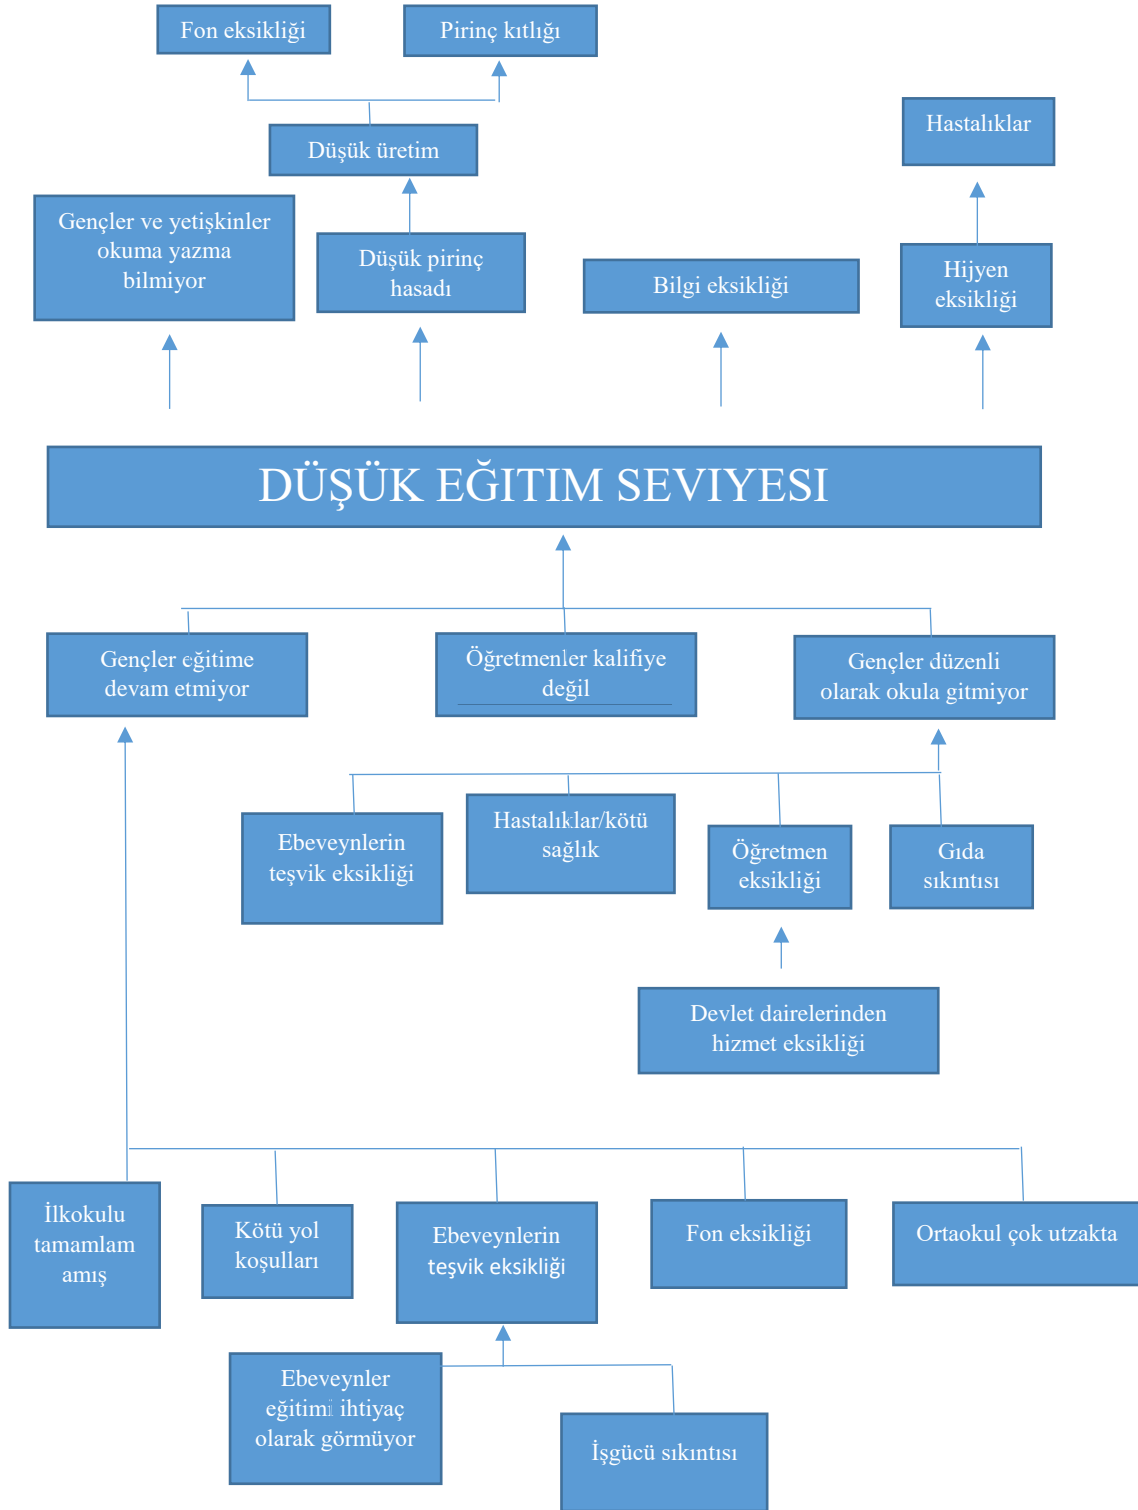 Fon eksikliği
Pirinç kıtlığı
Düşük üretim
Hastalıklar
Gençler ve yetişkinler
okuma yazma
bilmiyor
Düşük pirinç
hasadı
Bilgi eksikliği
Hijyen
eksikliği
DÜŞÜK EĞITIM SEVIYESI
Gençler eğitime
devam etmiyor
Öğretmenler kalifiye
değil
Gençler düzenli
olarak okula gitmiyor
Ebeveynlerin
teşvik eksikliği
Hastalıklar/kötü
sağlık
Öğretmen
eksikliği
Gıda
sıkıntısı
Devlet dairelerinden
hizmet eksikliği
İlkokulu
tamamlam
amış
Kötü yol
koşulları
Ebeveynlerin
teşvik eksikliği
Fon eksikliği
Ortaokul çok utzakta
Ebeveynler
eğitimi ihtiyaç
olarak görmüyor
İşgücü sıkıntısı